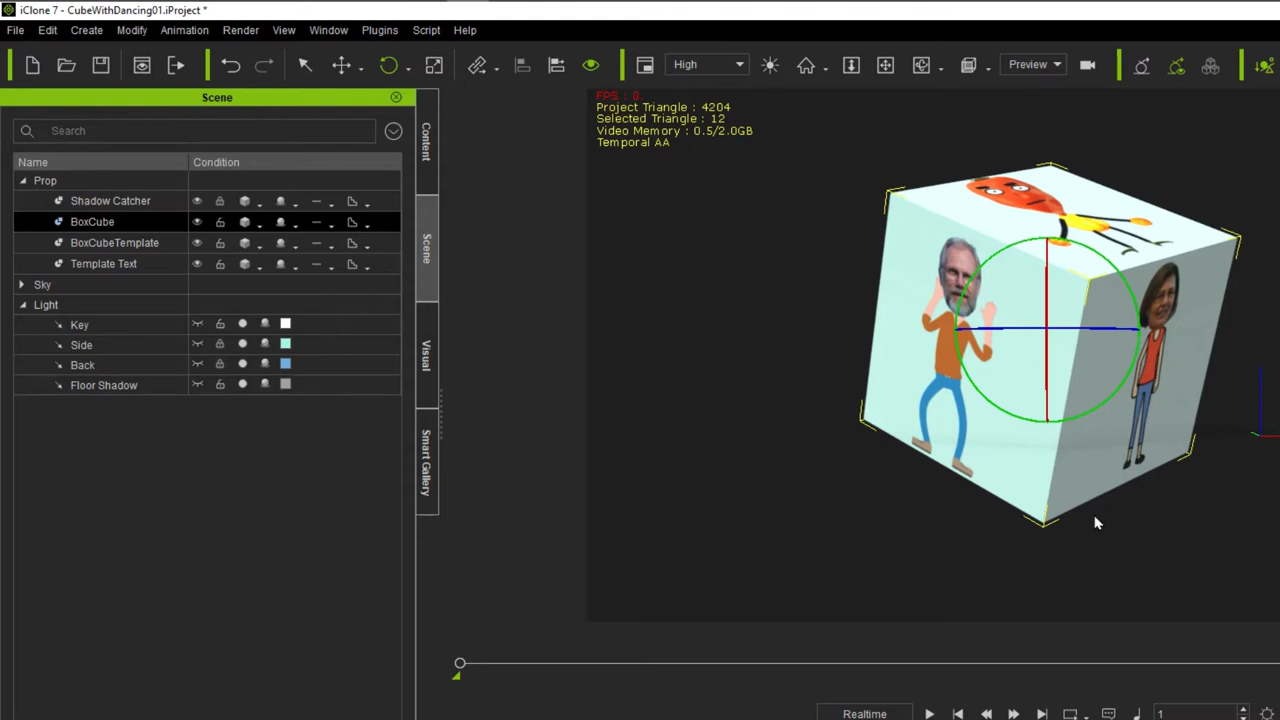 iClone 7 - CubeWithDancing01.iProject *
File Edit Create Modify Animation Render View Window Plugins Script Help
High
Preview
Scene
Search
Name Condition
Prop
Shadow Catcher
BoxCube
BoxCubeTemplate
Template Text
Sky
Light
Key
Side
Back
Floor Shadow
Content
Scene
Visual
Smart Gallery
FPS : 0.
Project Triangle : 4204
Selected Triangle : 12
Video Memory : 0.5/2.0GB
Temporal AA
Realtime
1